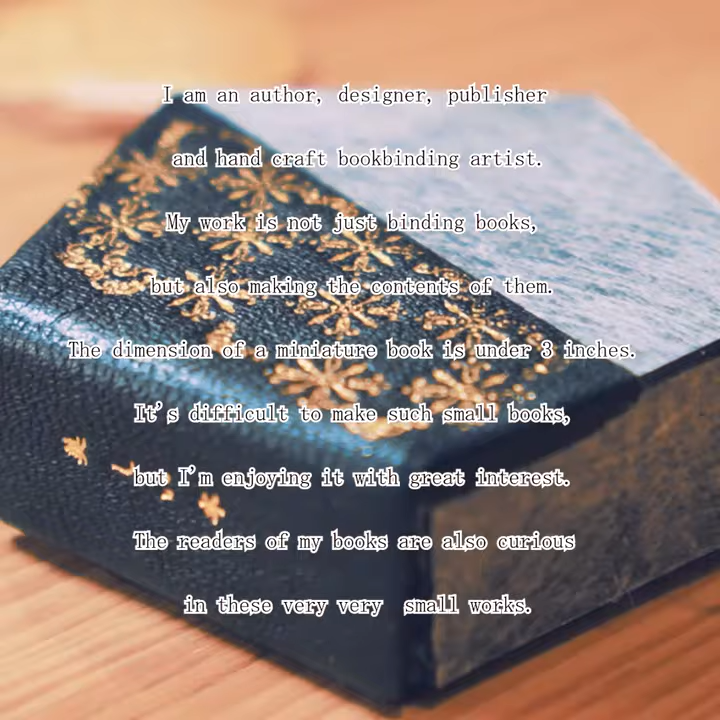 I am an author, designer, publisher
and hand craft bookbinding artist.
My work is not just binding books,
but also making the contents of them.
The dimension of a miniature book is under 3 inches.
It's difficult to make such small books,
but I'm enjoying it with great interest.
The readers of my books are also curious
in these very very  small works.